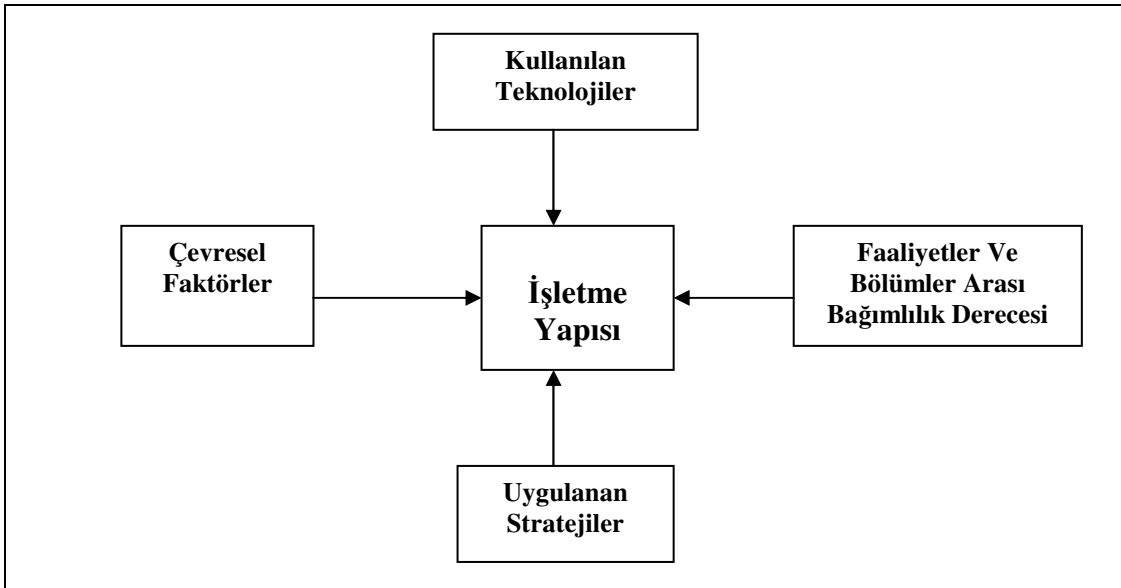 Kullanılan
Teknolojiler
Çevresel
Faktörler
İşletme
Yapısı
Faaliyetler Ve
Bölümler Arası
Bağımlılık Derecesi
Uygulanan
Stratejiler